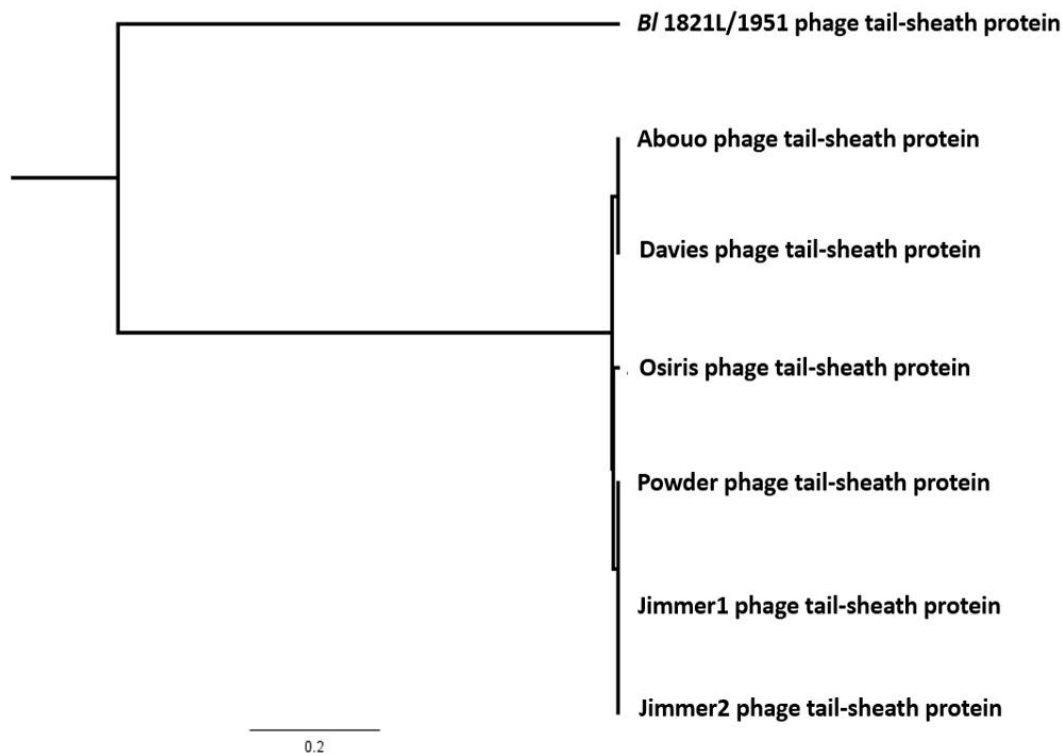 Bl 1821L/1951 phage tail-sheath protein
Abouo phage tail-sheath protein
Davies phage tail-sheath protein
Osiris phage tail-sheath protein
Powder phage tail-sheath protein
Jimmer1 phage tail-sheath protein
Jimmer2 phage tail-sheath protein
0.2